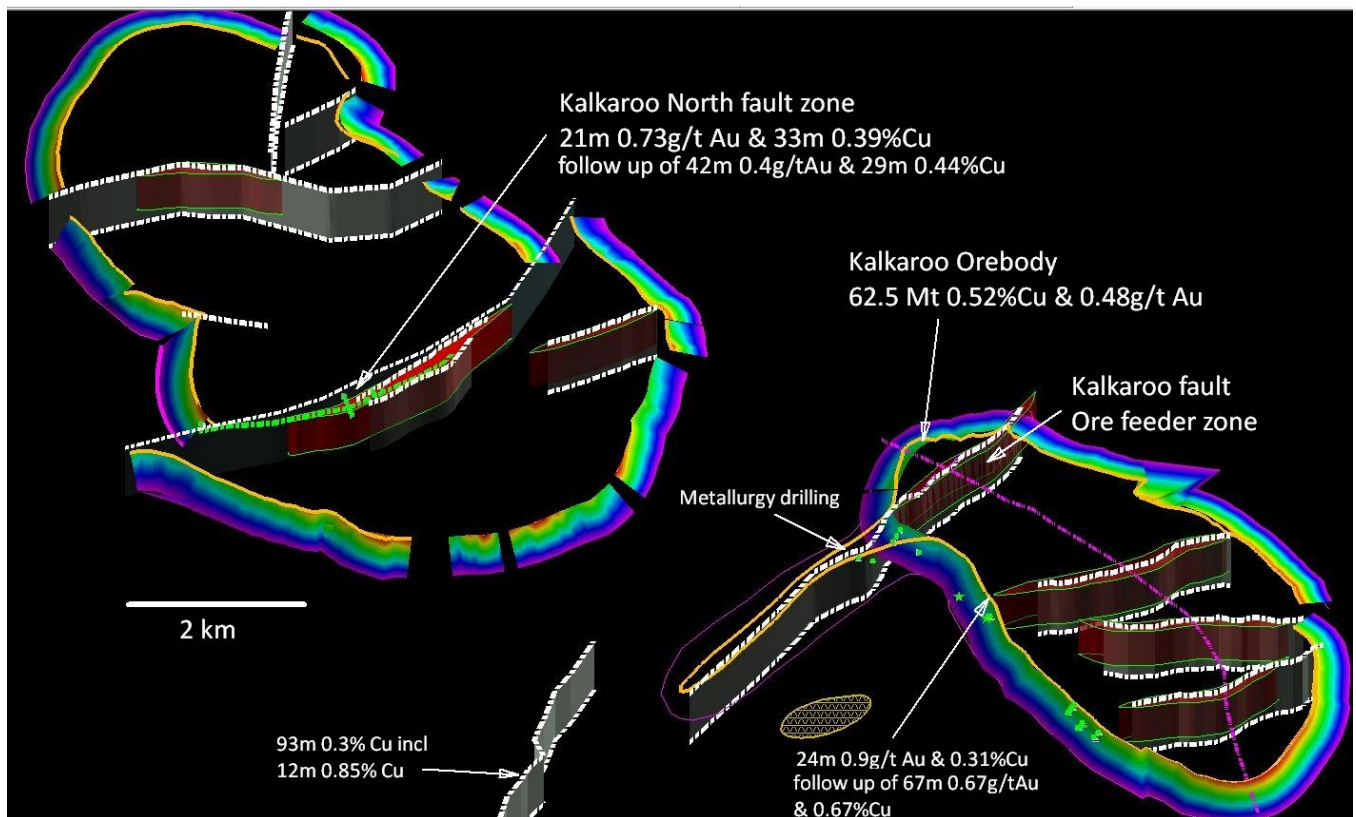 Kalkaroo North fault zone
21m 0.73g/t Au & 33m 0.39%Cu
follow up of 42m 0.4g/tAu & 29m 0.44%Cu
Kalkaroo Orebody
62.5 Mt 0.52%Cu & 0.48g/t Au
Kalkaroo fault
Ore feeder zone
Metallurgy drilling
2 km
93m 0.3% Cu incl
12m 0.85% Cu
24m 0.9g/t Au & 0.31%Cu
follow up of 67m 0.67g/tAu
& 0.67%Cu